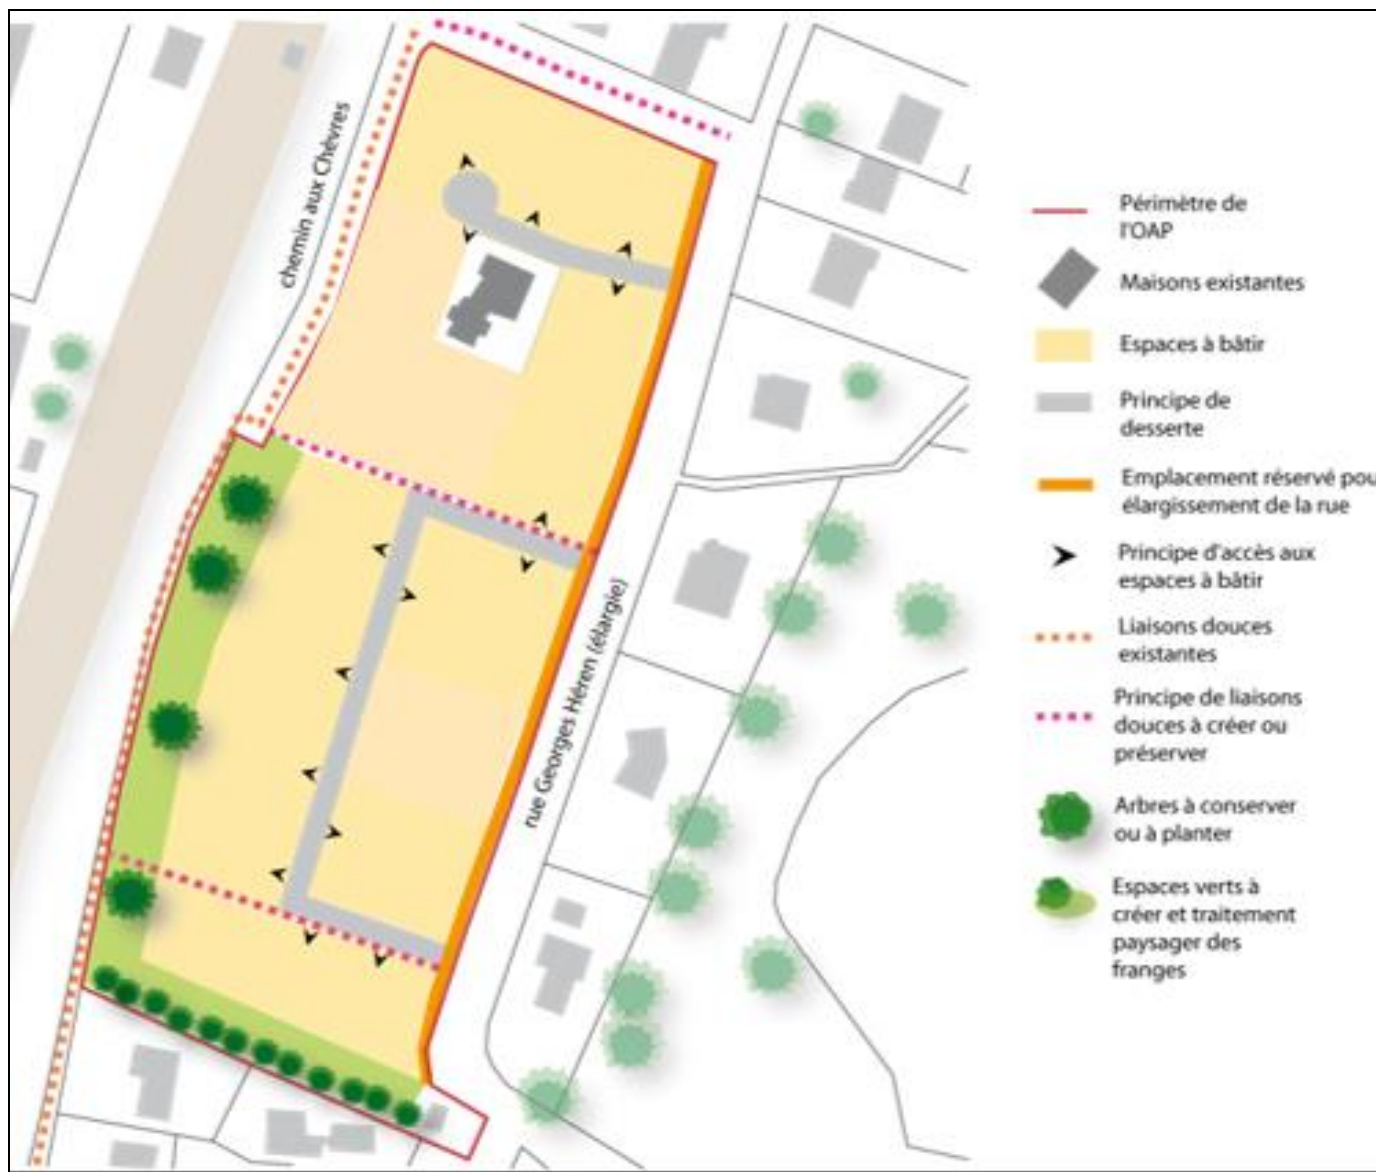 chemin aux Chèvres
rue Georges Héren (élargie)
Périmètre de
l'OAP
Maisons existantes
Espaces à bâtir
Principe de
desserte
Emplacement réservé pou
élargissement de la rue
Principe d'accès aux
espaces à bâtir
Liaisons douces
existantes
Principe de liaisons
douces à créer ou
préserver
Arbres à conserver
ou à planter
Espaces verts à
créer et traitement
paysager des
franges